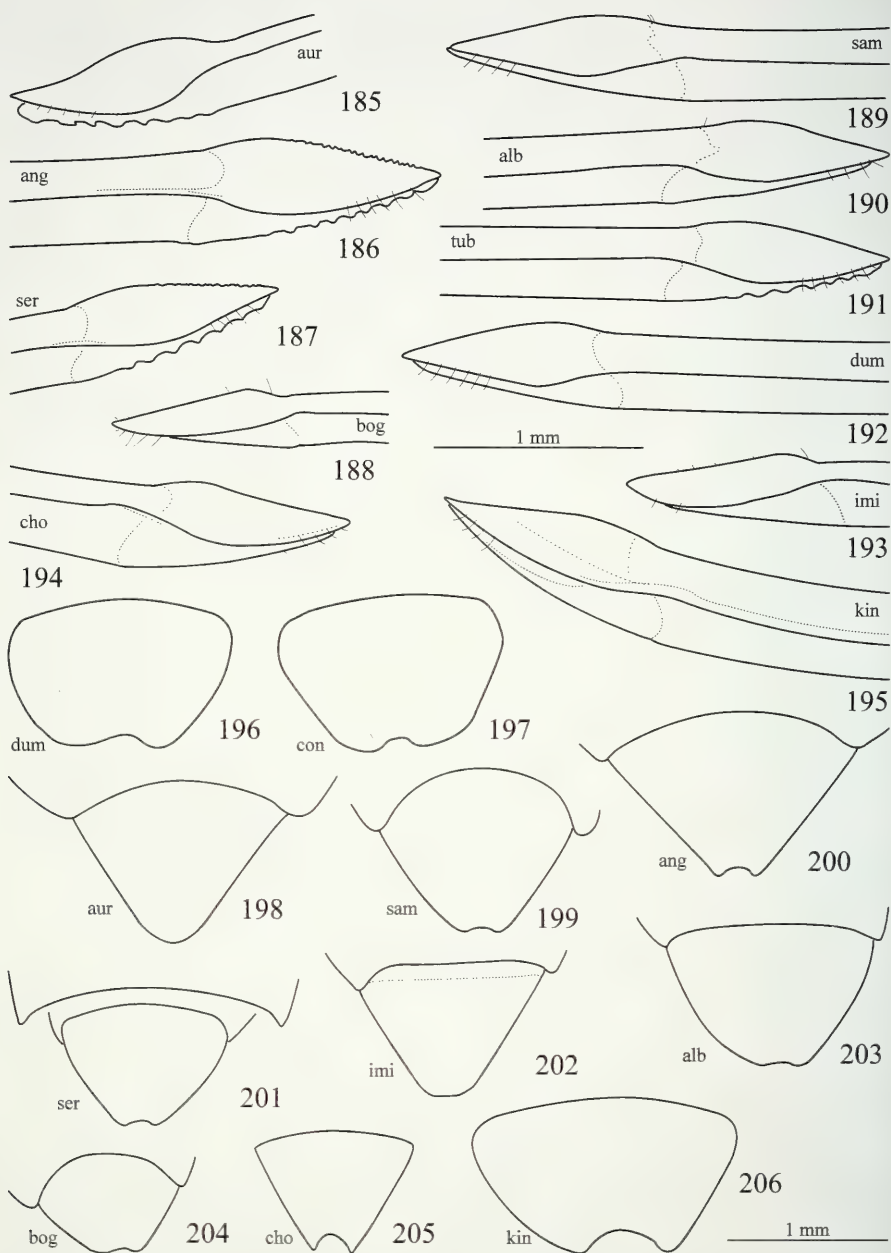 aur
185
sam
189
ang
186
alb
190
tub
191
ser
187
dum
192
bog
188
1 mm
imi
193
cho
194
kin
195
dum
196
con
197
aur
198
sam
199
ang
200
ser
201
imi
202
alb
203
bog
204
cho
205
kin
206
1 mm